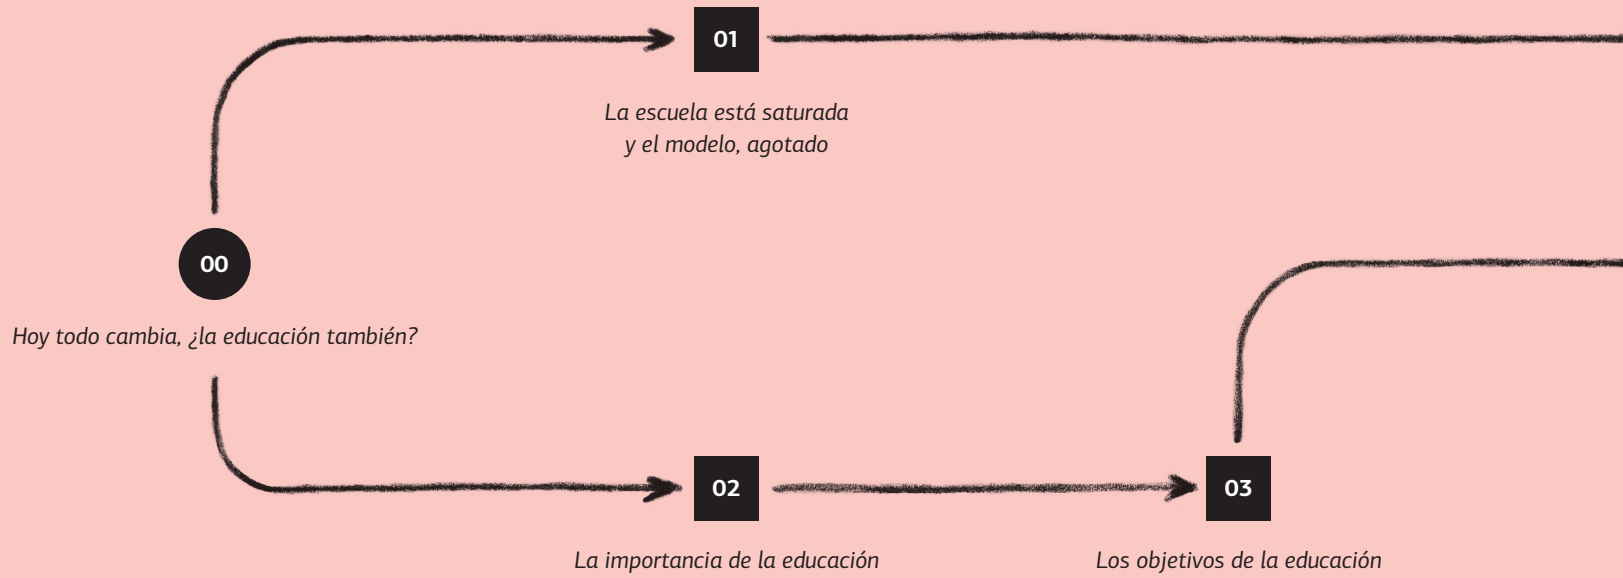 01
La escuela está saturada
y el modelo, agotado
00
Hoy todo cambia, ¿la educación también?
02
La importancia de la educación
03
Los objetivos de la educación